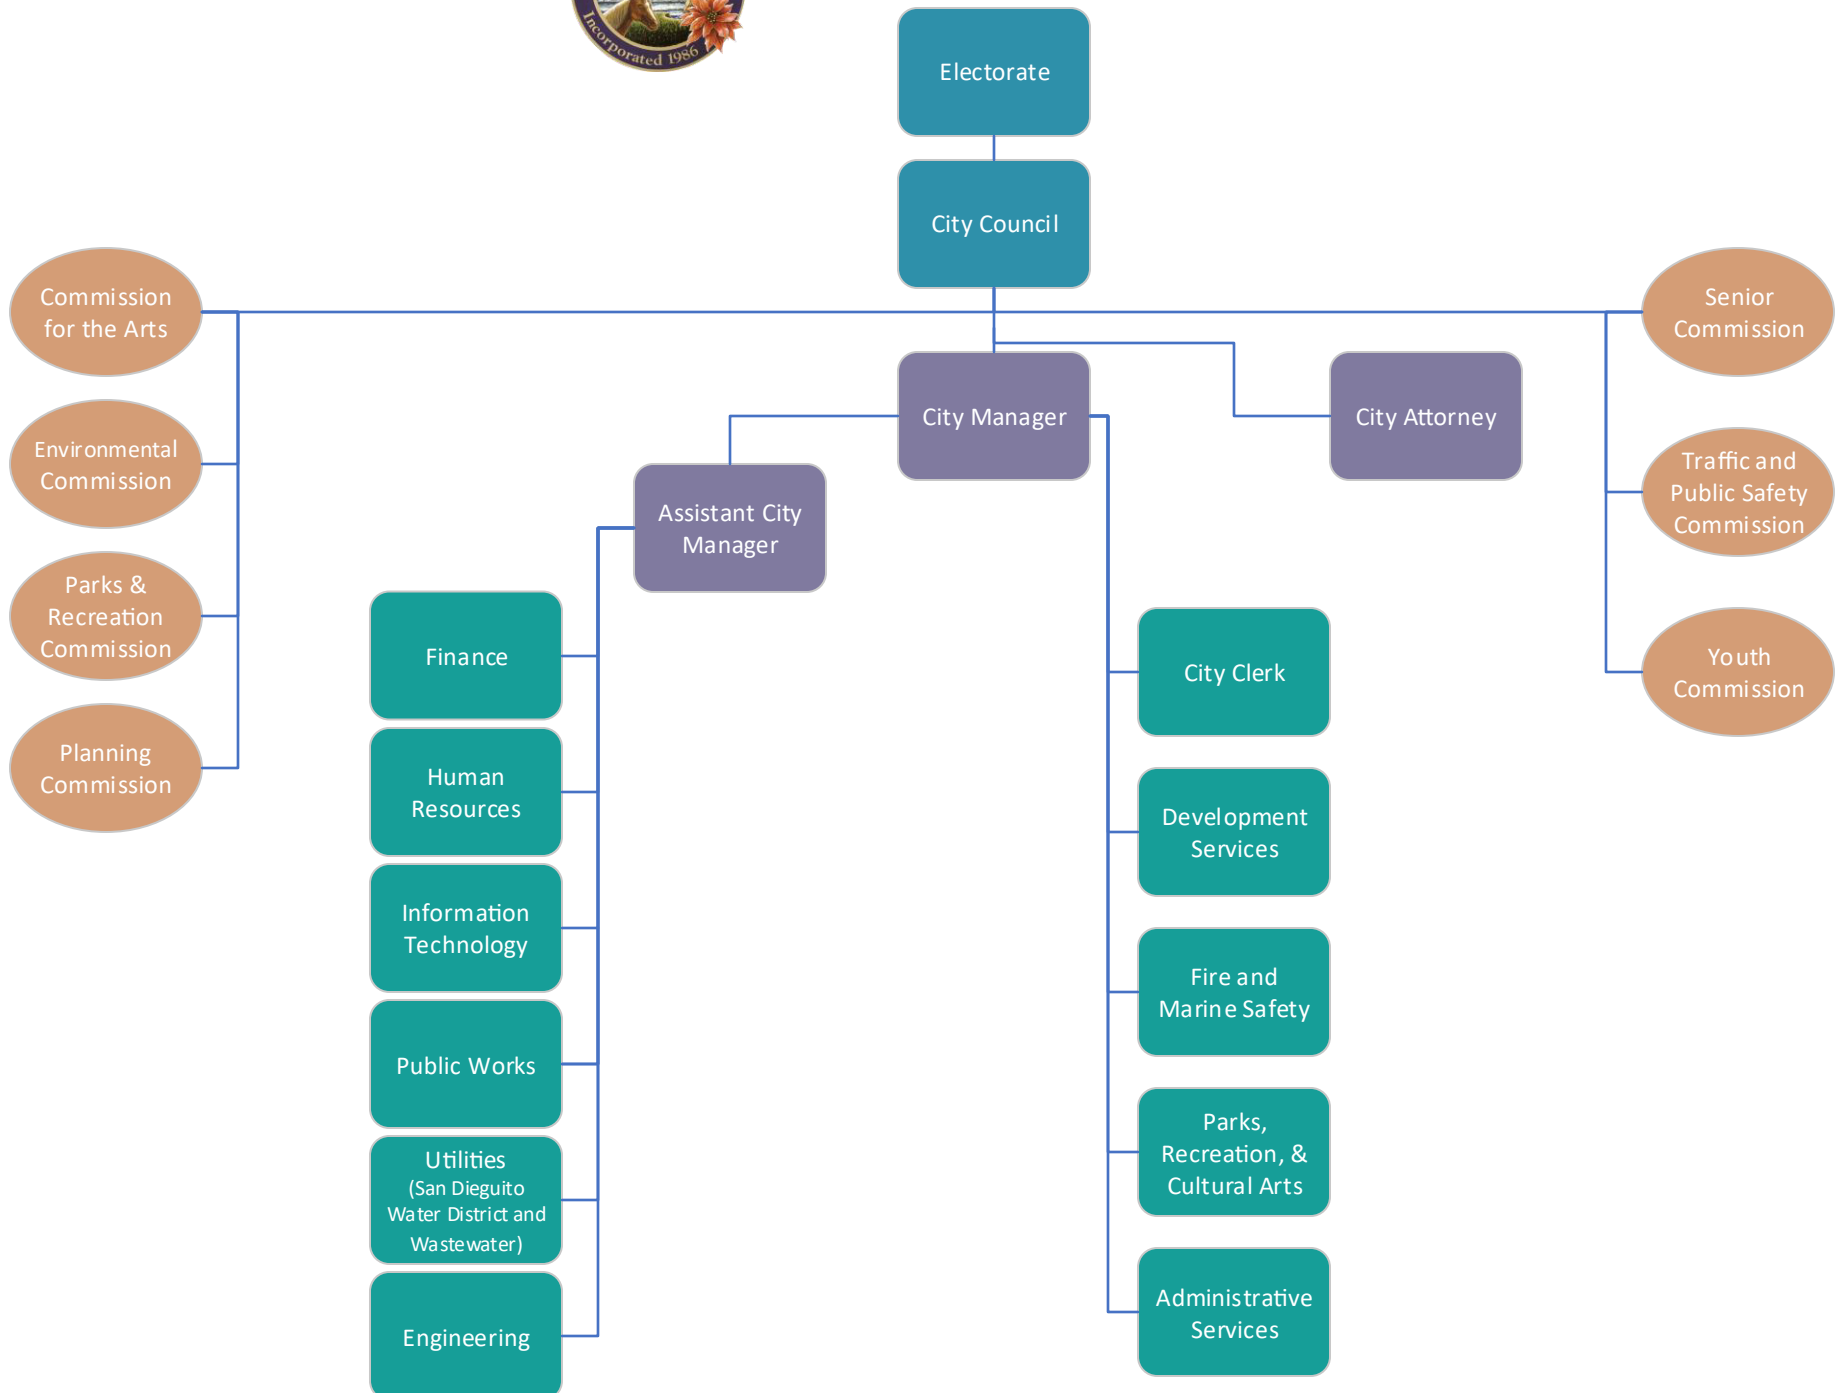 Incorporated 1986
Electorate
City Council
Commission
for the Arts
Senior
Commission
City Manager
City Attorney
Environmental
Commission
Traffic and
Public Safety
Commission
Assistant City
Manager
Parks &
Recreation
Commission
Youth
Commission
Planning
Commission
Finance
Human
Resources
Information
Technology
Public Works
Utilities
(San Dieguito
Water District and
Wastewater)
Engineering
City Clerk
Development
Services
Fire and
Marine Safety
Parks,
Recreation, &
Cultural Arts
Administrative
Services